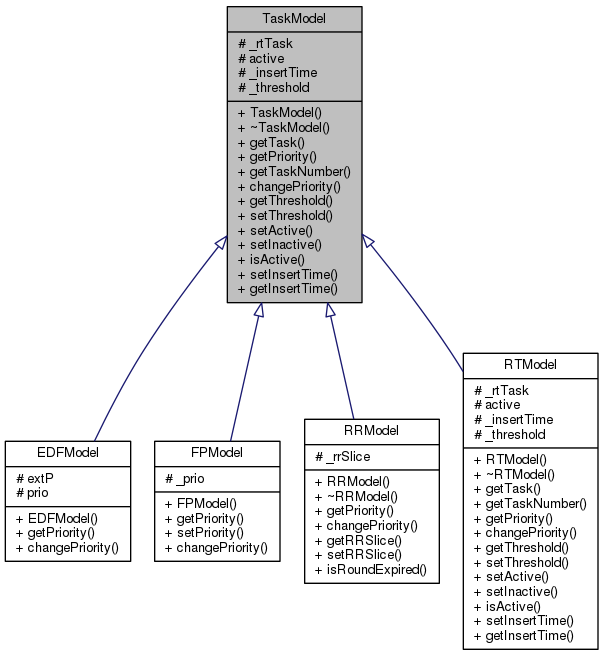 TaskModel
# _rtTask
# active
# _insertTime
# _threshold
+ TaskModel()
+ ~TaskModel()
+ getTask()
+ getPriority()
+ getTaskNumber()
+ changePriority()
+ getThreshold()
+ setThreshold()
+ setActive()
+ setInactive()
+ isActive()
+ setInsertTime()
+ getInsertTime()
EDFModel
# extP
# prio
+ EDFModel()
+ getPriority()
+ changePriority()
FPModel
# _prio
+ FPModel()
+ getPriority()
+ setPriority()
+ changePriority()
RRModel
# _rrSlice
+ RRModel()
+ ~RRModel()
+ getPriority()
+ changePriority()
+ getRRSlice()
+ setRRSlice()
+ isRoundExpired()
RTModel
# _rtTask
# active
# _insertTime
# _threshold
+ RTModel()
+ ~RTModel()
+ getTask()
+ getTaskNumber()
+ getPriority()
+ changePriority()
+ getThreshold()
+ setThreshold()
+ setActive()
+ setInactive()
+ isActive()
+ setInsertTime()
+ getInsertTime()